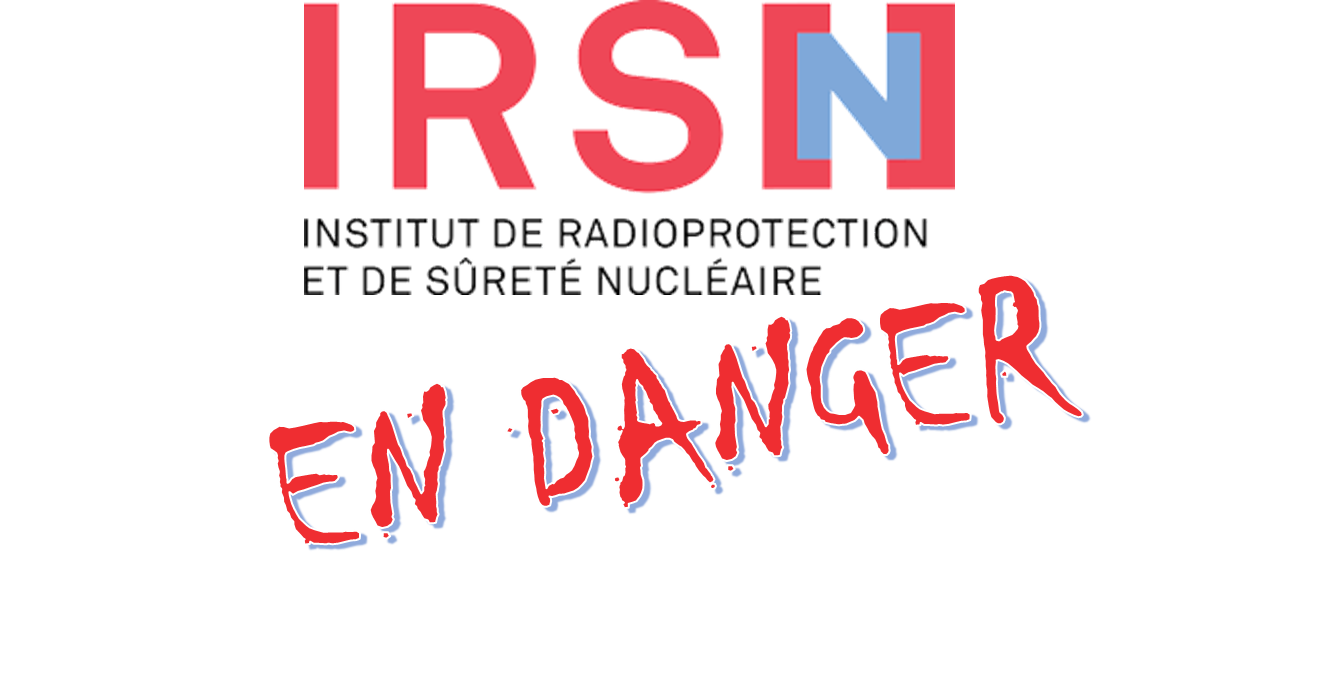 IRSN
INSTITUT DE RADIOPROTECTION
ET DE SÛRETÉ NUCLÉAIRE
EN DANGER